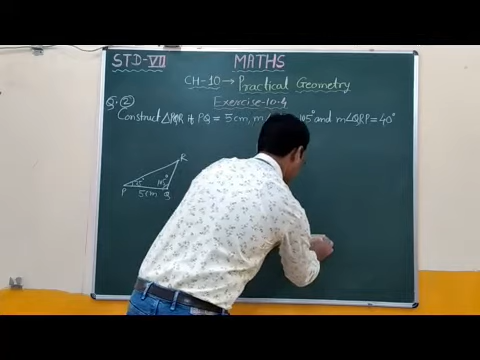 STD-VII
MATHS
CH-10 → Practical Geometry
Exercise-10.4
Q. ②
Construct △PQR if PQ = 5cm, m∠ 105° and m∠QRP = 40°
R
105°
P 5cm Q